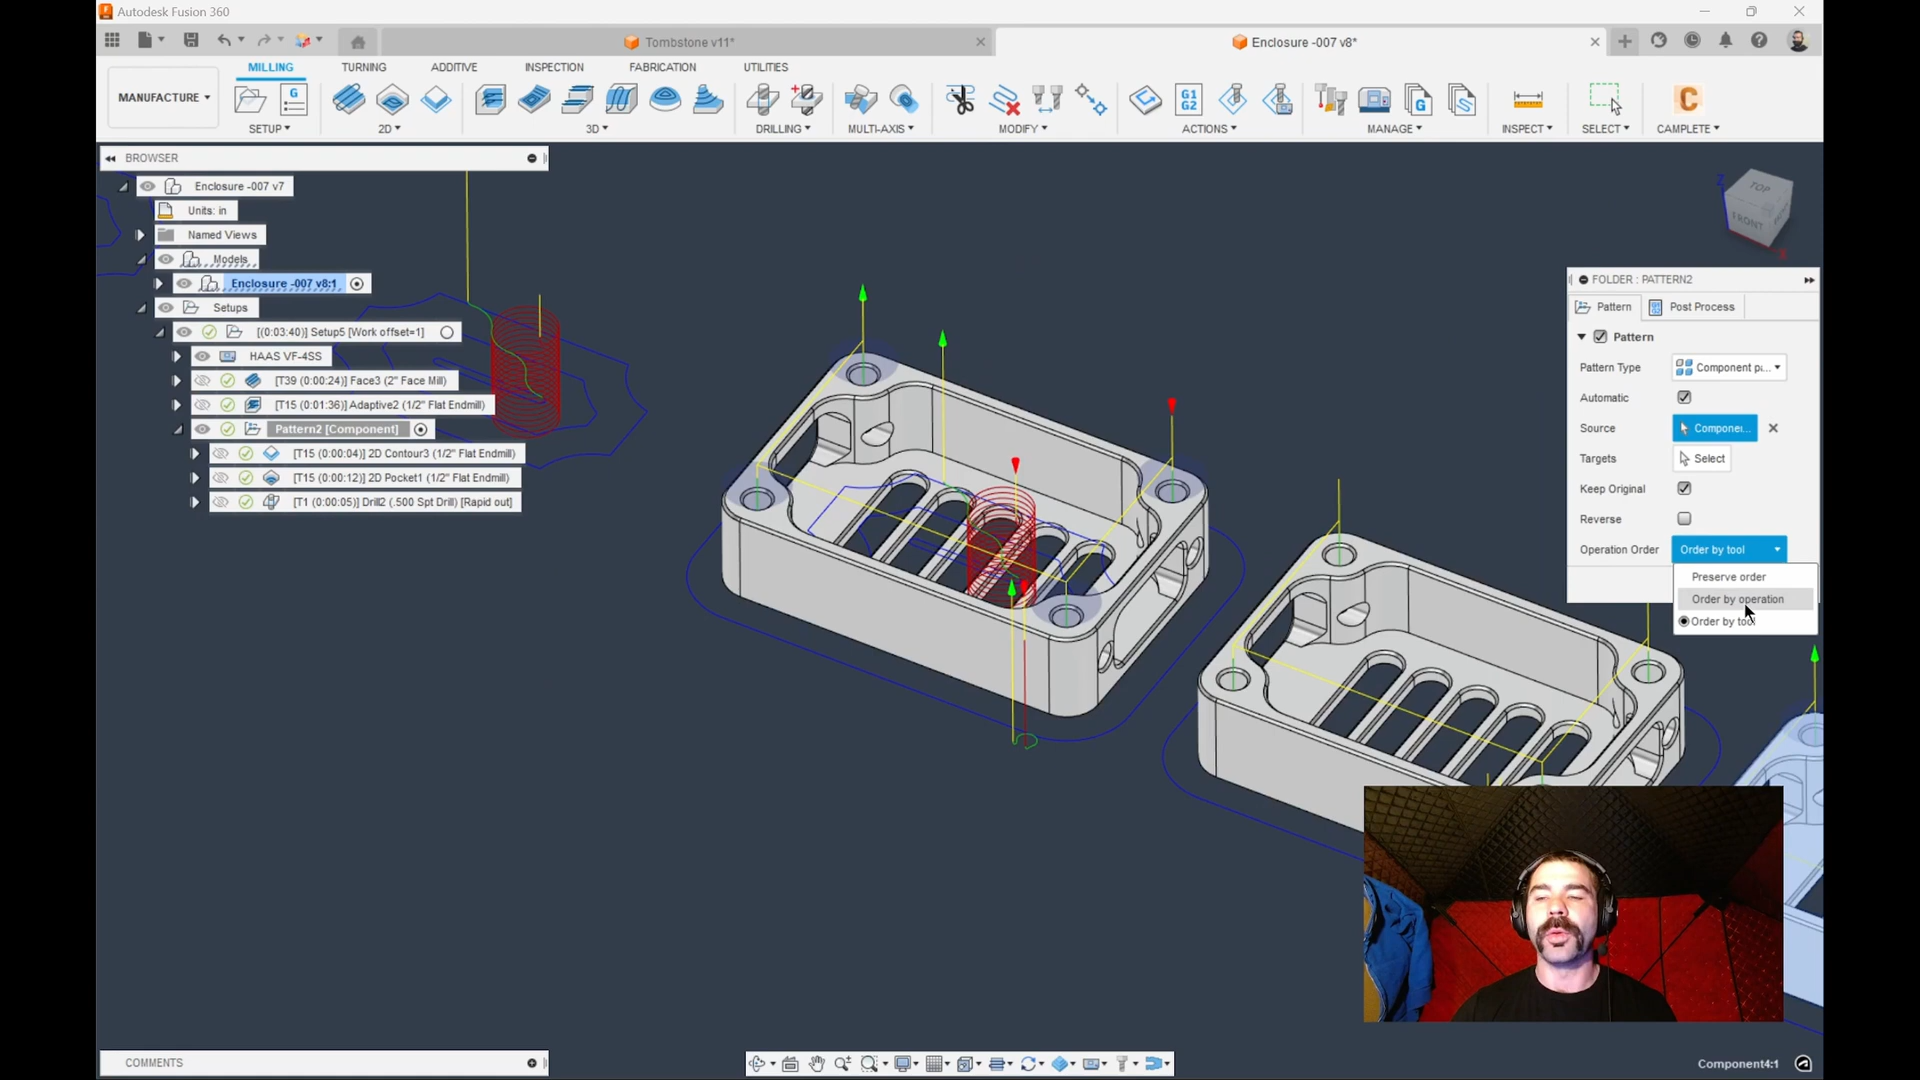 Autodesk Fusion 360
Tombstone v11*
Enclosure -007 v8*
MILLING
TURNING
ADDITIVE
INSPECTION
FABRICATION
UTILITIES
MANUFACTURE
G
G1
G2
G
C
SETUP
2D
3D
DRILLING
MULTI-AXIS
MODIFY
ACTIONS
MANAGE
INSPECT
SELECT
CAMPLETE
BROWSER
Enclosure -007 v7
Units: in
Named Views
Models
Enclosure -007 v8:1
Setups
[(0:03:40)] Setup5 [Work offset=1]
HAAS VF-4SS
[T39 (0:00:24)] Face3 (2" Face Mill)
[T15 (0:01:36)] Adaptive2 (1/2" Flat Endmill)
Pattern2 [Component]
[T15 (0:00:04)] 2D Contour3 (1/2" Flat Endmill)
[T15 (0:00:12)] 2D Pocket1 (1/2" Flat Endmill)
[T1 (0:00:05)] Drill2 (.500 Spt Drill) [Rapid out]
Z
TOP
FRONT
X
FOLDER : PATTERN2
Pattern
Post Process
Pattern
Pattern Type
Component p...
Automatic
Source
Compone...
Targets
Select
Keep Original
Reverse
Operation Order
Order by tool
Preserve order
Order by operation
Order by tool
COMMENTS
Component4:1